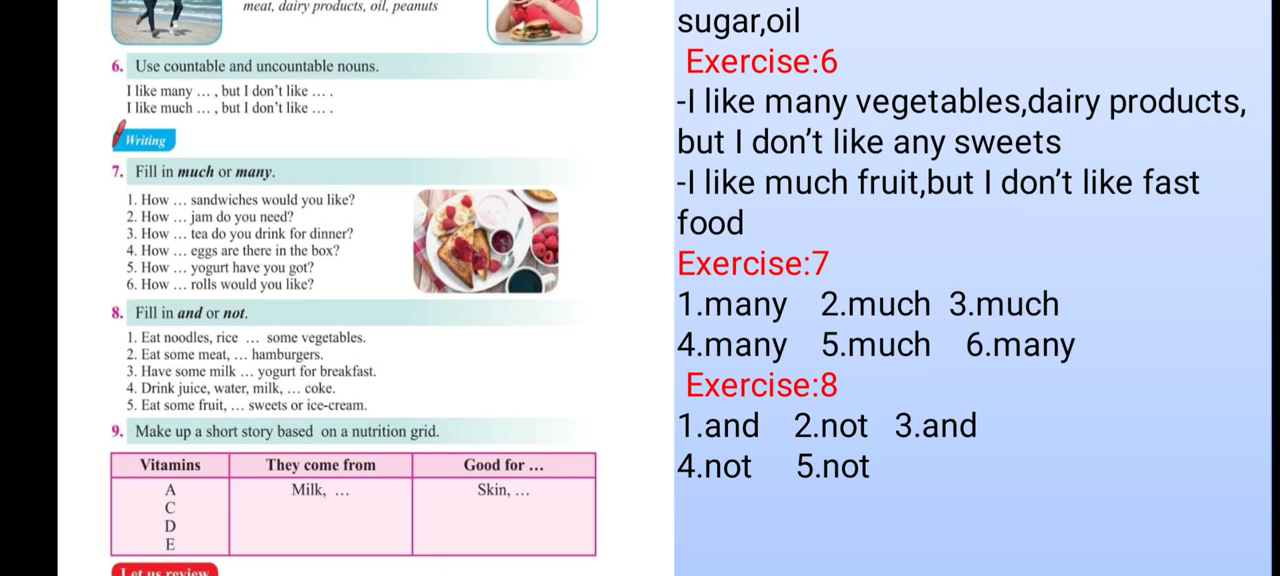 meat, dairy products, oil, peanuts
6. Use countable and uncountable nouns.
I like many … , but I don't like … .
I like much … , but I don't like … .
Writing
7. Fill in much or many.
1. How … sandwiches would you like?
2. How … jam do you need?
3. How … tea do you drink for dinner?
4. How … eggs are there in the box?
5. How … yogurt have you got?
6. How … rolls would you like?
8. Fill in and or not.
1. Eat noodles, rice … some vegetables.
2. Eat some meat, … hamburgers.
3. Have some milk … yogurt for breakfast.
4. Drink juice, water, milk, … coke.
5. Eat some fruit, … sweets or ice-cream.
9. Make up a short story based on a nutrition grid.
Vitamins They come from Good for …
A Milk, … Skin, …
C
D
E
Let us review
sugar,oil
Exercise:6
-I like many vegetables,dairy products,
but I don't like any sweets
-I like much fruit,but I don't like fast
food
Exercise:7
1.many 2.much 3.much
4.many 5.much 6.many
Exercise:8
1.and 2.not 3.and
4.not 5.not